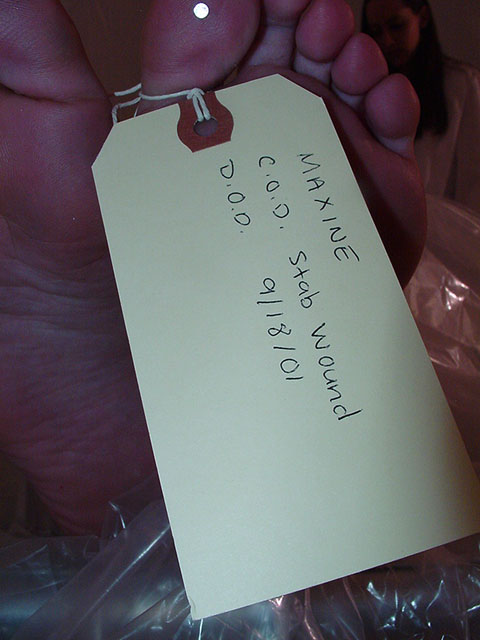 MAXINE
C.O.D. Stab Wound
D.O.D. 9/18/01